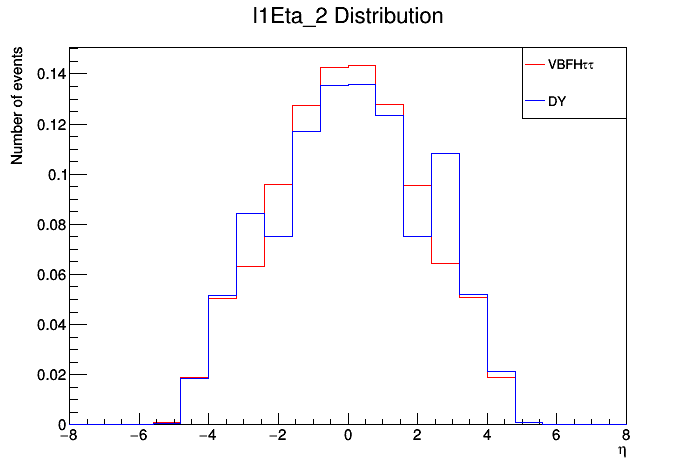 l1Eta_2 Distribution
Number of events
VBFHττ
DY
0.14
0.12
0.1
0.08
0.06
0.04
0.02
0
−8 −6 −4 −2 0 2 4 6 8
η